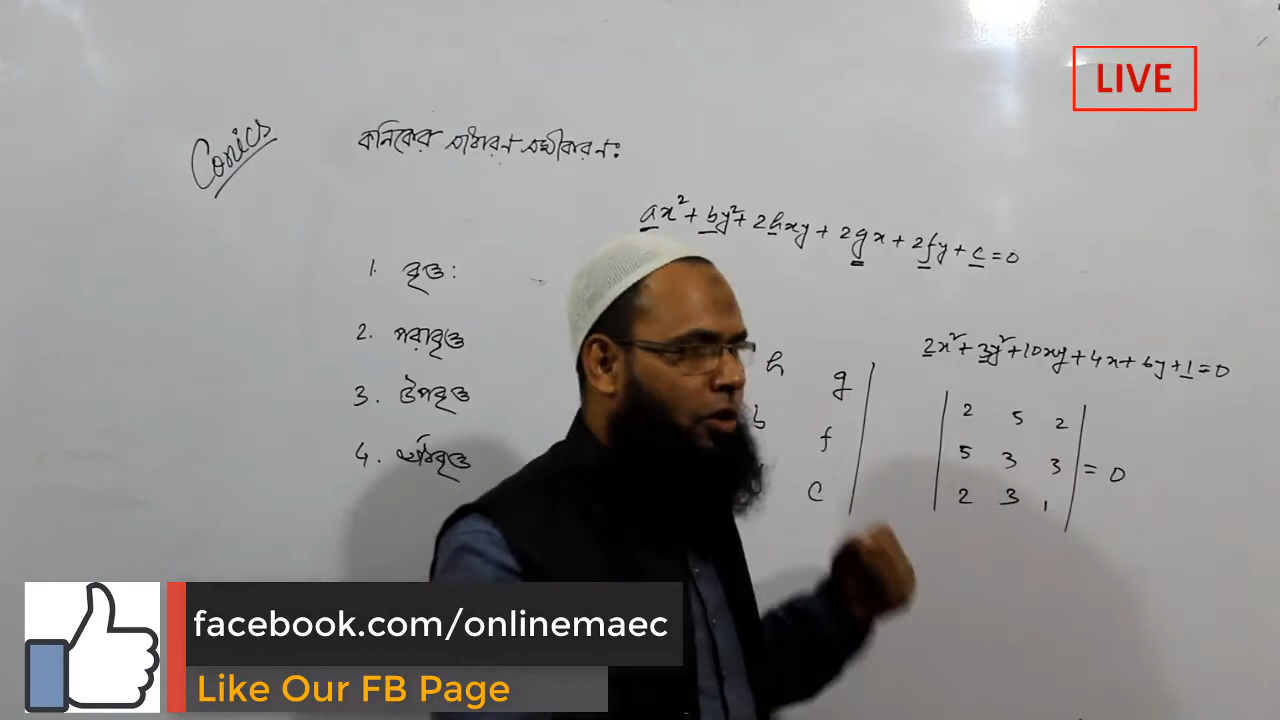 LIVE
Conics
কনিকের সাধারণ সমীকরণ:
ax² + by² + 2hxy + 2gx + 2fy + c = 0
1. বৃত্ত:
2. পরাবৃত্ত
3. উপবৃত্ত
4. অধিবৃত্ত
h g
b f
c
2x² + 3y² + 10xy + 4x + 6y + 1 = 0
2 5 2
5 3 3 = 0
2 3 1
facebook.com/onlinemaec
Like Our FB Page